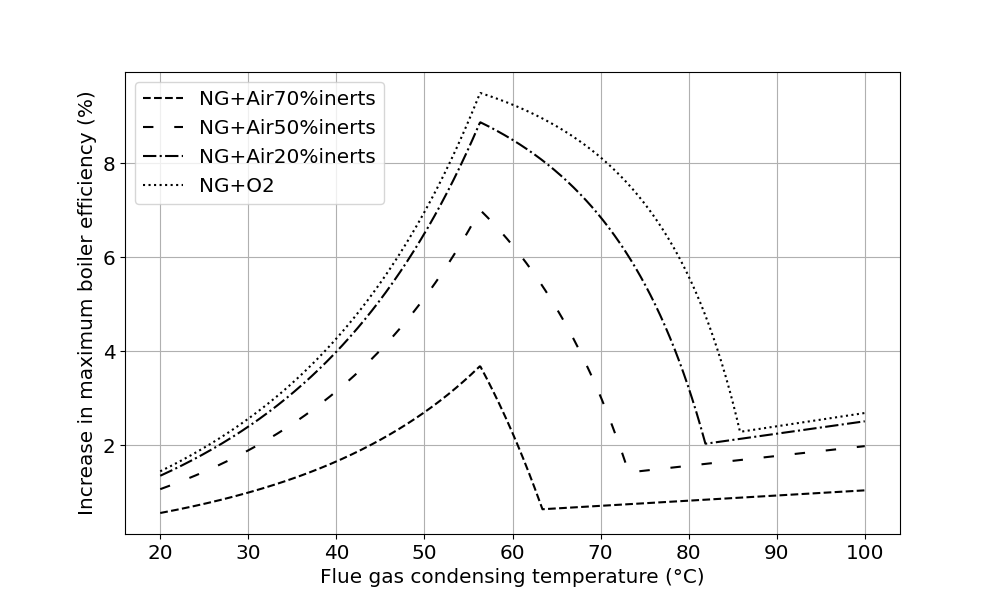 NG+Air70%inerts
NG+Air50%inerts
NG+Air20%inerts
NG+O2
Increase in maximum boiler efficiency (%)
8
6
4
2
20 30 40 50 60 70 80 90 100
Flue gas condensing temperature (°C)